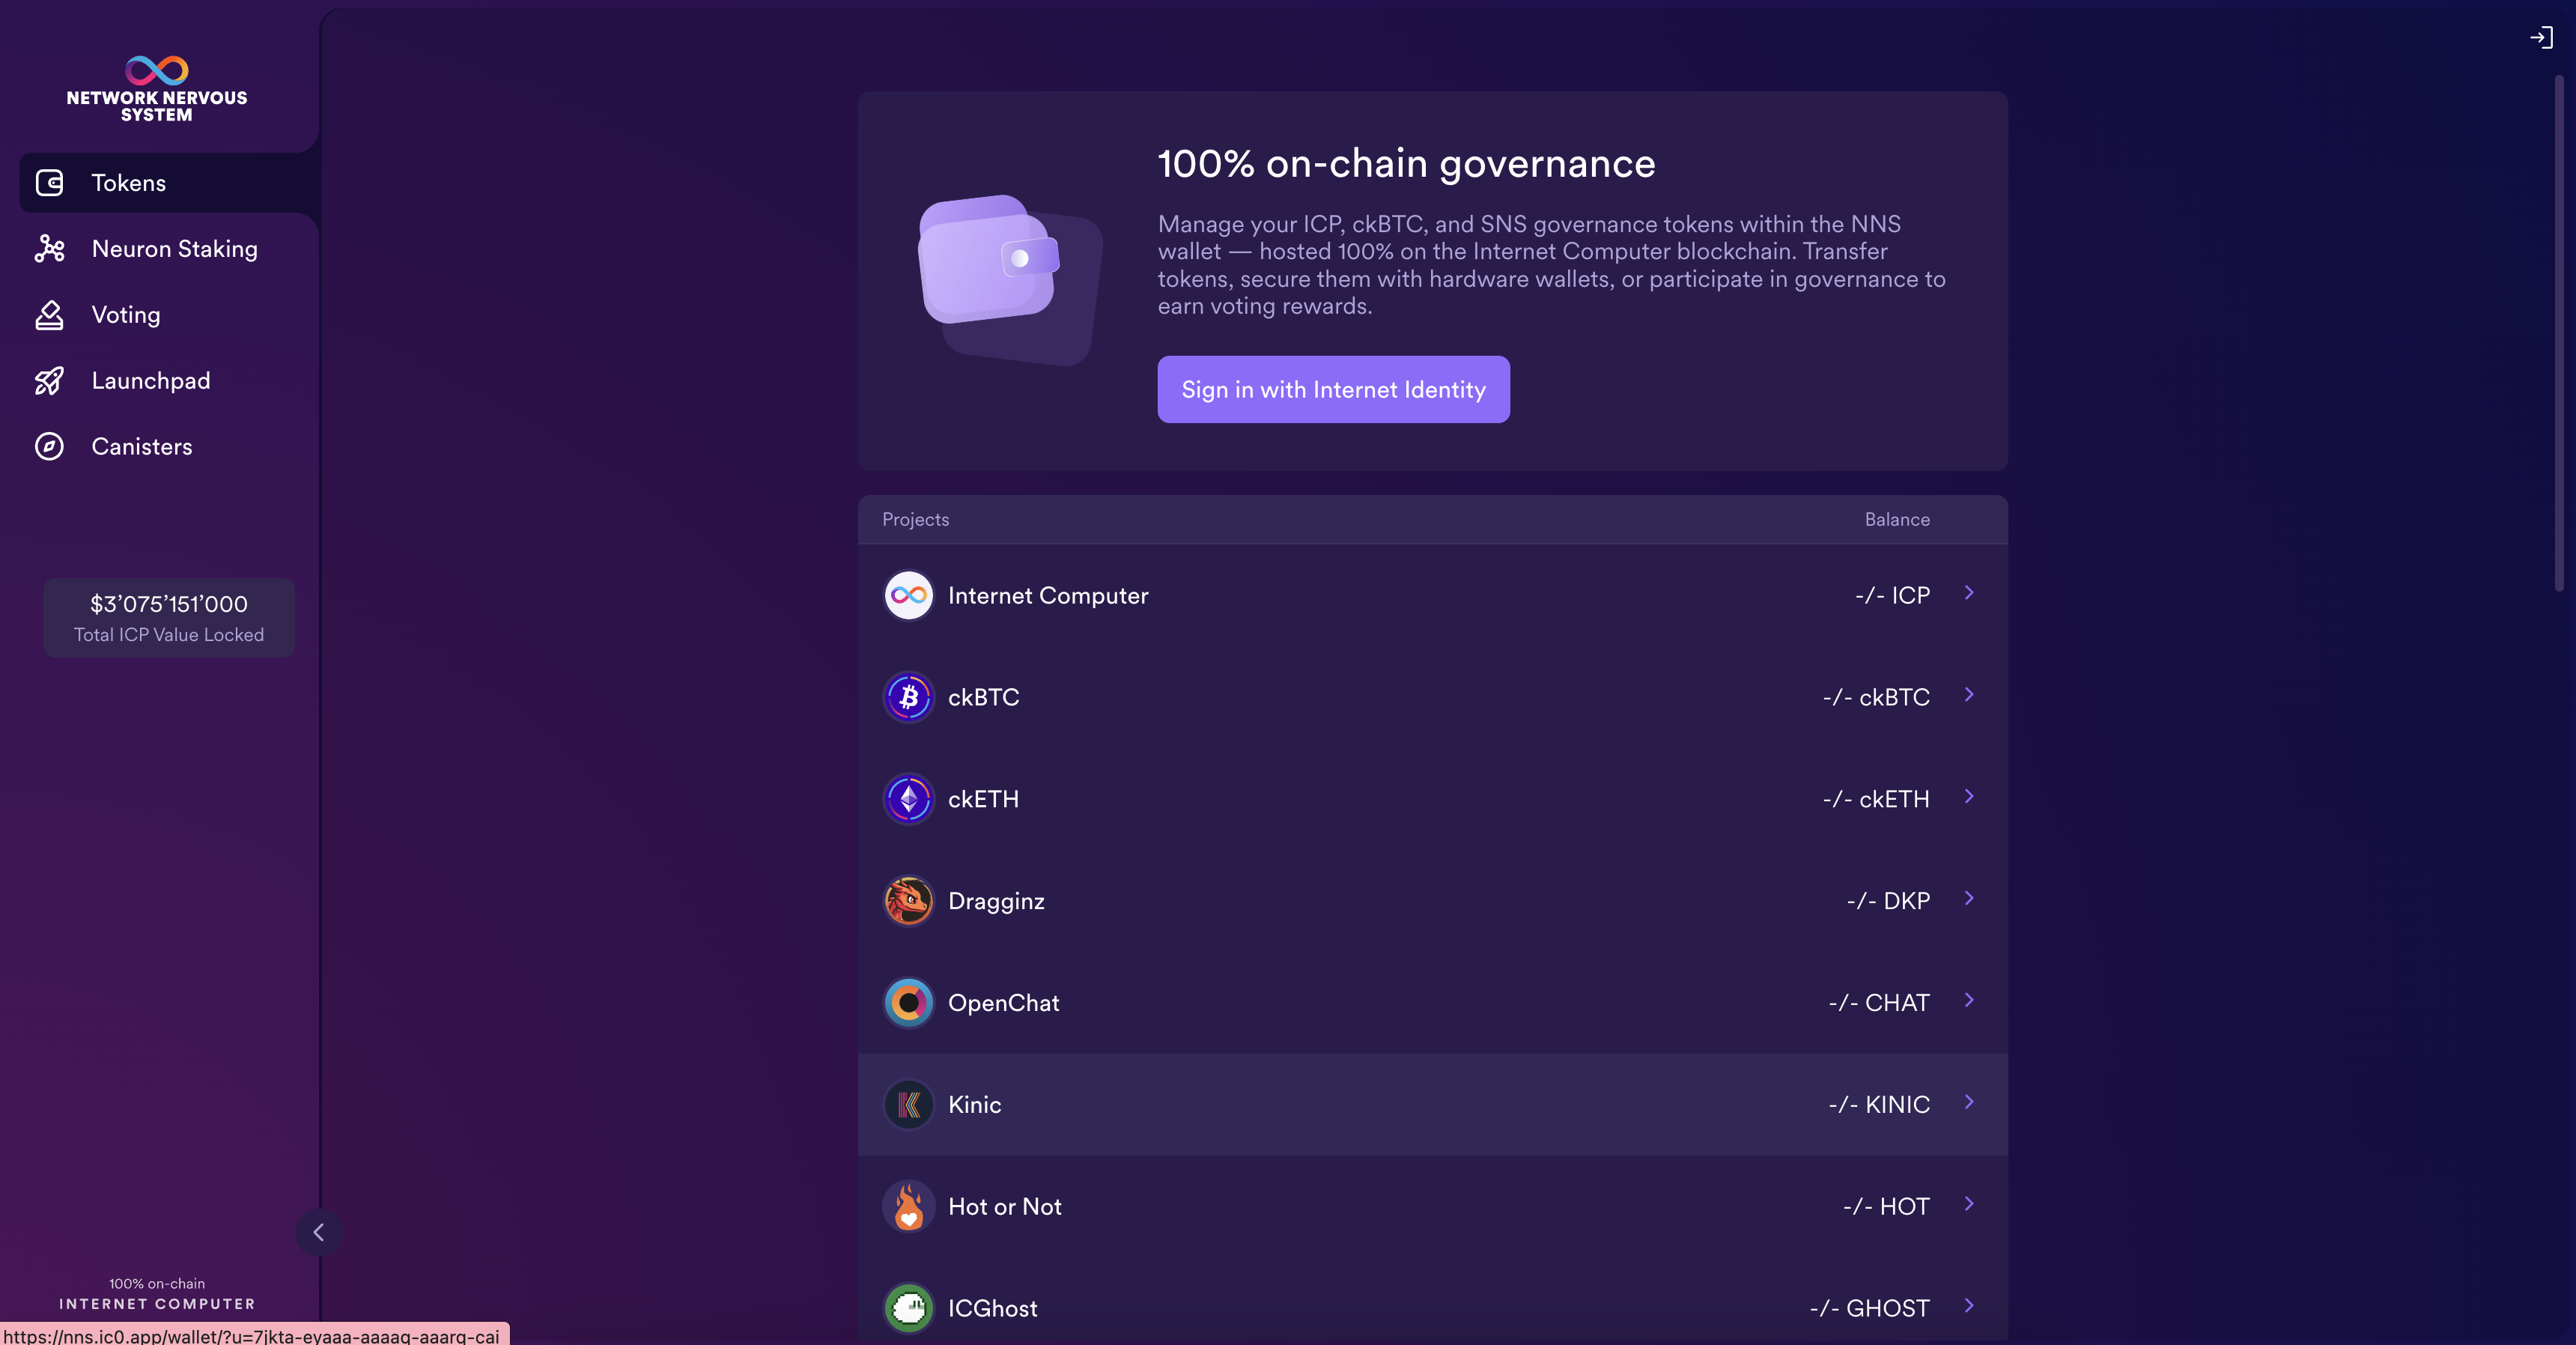 NETWORK NERVOUS
SYSTEM
Tokens
Neuron Staking
Voting
Launchpad
Canisters
$3’075’151’000
Total ICP Value Locked
100% on-chain
INTERNET COMPUTER
https://nns.ic0.app/wallet/?u=7jkta-eyaaa-aaaaq-aaarq-cai
100% on-chain governance
Manage your ICP, ckBTC, and SNS governance tokens within the NNS
wallet — hosted 100% on the Internet Computer blockchain. Transfer
tokens, secure them with hardware wallets, or participate in governance to
earn voting rewards.
Sign in with Internet Identity
Projects Balance
Internet Computer -/- ICP
ckBTC -/- ckBTC
ckETH -/- ckETH
Dragginz -/- DKP
OpenChat -/- CHAT
Kinic -/- KINIC
Hot or Not -/- HOT
ICGhost -/- GHOST